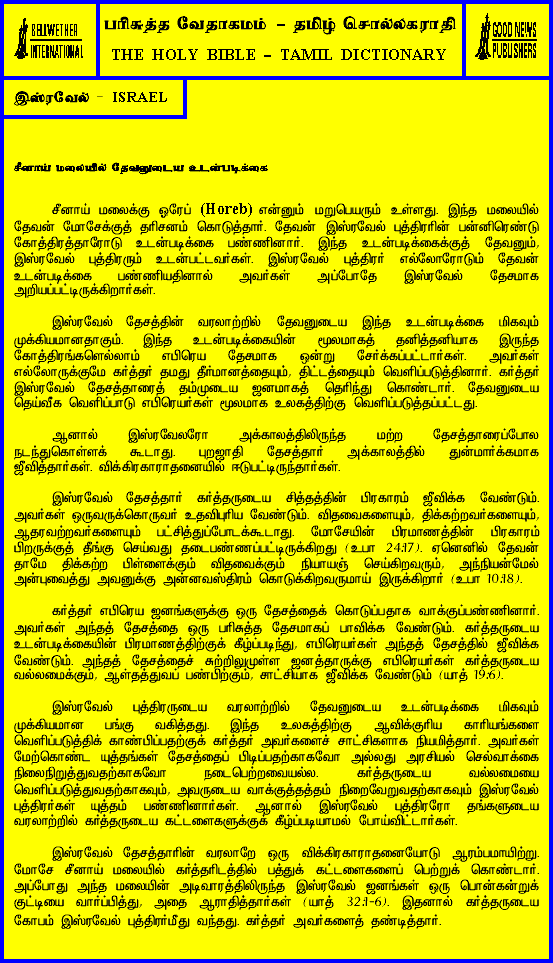 BELLWETHER
INTERNATIONAL
பரிசுத்த வேதாகமம் – தமிழ் சொல்லகராதி
THE HOLY BIBLE – TAMIL DICTIONARY
GOOD NEWS
PUBLISHERS
இஸ்ரவேல் – ISRAEL
சீனாய் மலையில் தேவனுடைய உடன்படிக்கை
சீனாய் மலைக்கு ஓரேப் (Horeb) என்னும் மறுபெயரும் உள்ளது. இந்த மலையில்
தேவன் மோசேக்குத் தரிசனம் கொடுத்தார். தேவன் இஸ்ரவேல் புத்திரரின் பன்னிரெண்டு
கோத்திரத்தாரோடு உடன்படிக்கை பண்ணினார். இந்த உடன்படிக்கைக்குத் தேவனும்,
இஸ்ரவேல் புத்திரரும் உடன்பட்டவர்கள். இஸ்ரவேல் புத்திரர் எல்லோரோடும் தேவன்
உடன்படிக்கை பண்ணியதினால் அவர்கள் அப்போதே இஸ்ரவேல் தேசமாக
அறியப்பட்டிருக்கிறார்கள்.
இஸ்ரவேல் தேசத்தின் வரலாற்றில் தேவனுடைய இந்த உடன்படிக்கை மிகவும்
முக்கியமானதாகும். இந்த உடன்படிக்கையின் மூலமாகத் தனித்தனியாக இருந்த
கோத்திரங்களெல்லாம் எபிரெய தேசமாக ஒன்று சேர்க்கப்பட்டார்கள். அவர்கள்
எல்லோருக்குமே கர்த்தர் தமது தீர்மானத்தையும், திட்டத்தையும் வெளிப்படுத்தினார். கர்த்தர்
இஸ்ரவேல் தேசத்தாரைத் தம்முடைய ஜனமாகத் தெரிந்து கொண்டார். தேவனுடைய
தெய்வீக வெளிப்பாடு எபிரெயர்கள் மூலமாக உலகத்திற்கு வெளிப்படுத்தப்பட்டது.
ஆனால் இஸ்ரவேலரோ அக்காலத்திலிருந்த மற்ற தேசத்தாரைப்போல
நடந்துகொள்ளக் கூடாது. புறஜாதி தேசத்தார் அக்காலத்தில் துன்மார்க்கமாக
ஜீவித்தார்கள். விக்கிரகாராதனையில் ஈடுபட்டிருந்தார்கள்.
இஸ்ரவேல் தேசத்தார் கர்த்தருடைய சித்தத்தின் பிரகாரம் ஜீவிக்க வேண்டும்.
அவர்கள் ஒருவருக்கொருவர் உதவிபுரிய வேண்டும். விதவைகளையும், திக்கற்றவர்களையும்,
ஆதரவற்றவர்களையும் பட்சித்துப்போடக்கூடாது. மோசேயின் பிரமாணத்தின் பிரகாரம்
பிறருக்குத் தீங்கு செய்வது தடைபண்ணப்பட்டிருக்கிறது (உபா 24:17). ஏனெனில் தேவன்
தாமே திக்கற்ற பிள்ளைக்கும் விதவைக்கும் நியாயஞ் செய்கிறவரும், அந்நியன்மேல்
அன்புவைத்து அவனுக்கு அன்னவஸ்திரம் கொடுக்கிறவருமாய் இருக்கிறார் (உபா 10:18).
கர்த்தர் எபிரெய ஜனங்களுக்கு ஒரு தேசத்தைக் கொடுப்பதாக வாக்குப்பண்ணினார்.
அவர்கள் அந்தத் தேசத்தை ஒரு பரிசுத்த தேசமாகப் பாவிக்க வேண்டும். கர்த்தருடைய
உடன்படிக்கையின் பிரமாணத்திற்குக் கீழ்ப்படிந்து, எபிரெயர்கள் அந்தத் தேசத்தில் ஜீவிக்க
வேண்டும். அந்தத் தேசத்தைச் சுற்றிலுமுள்ள ஜனத்தாருக்கு எபிரெயர்கள் கர்த்தருடைய
வல்லமைக்கும், ஆள்தத்துவப் பண்பிற்கும், சாட்சியாக ஜீவிக்க வேண்டும் (யாத் 19:6).
இஸ்ரவேல் புத்திரருடைய வரலாற்றில் தேவனுடைய உடன்படிக்கை மிகவும்
முக்கியமான பங்கு வகித்தது. இந்த உலகத்திற்கு ஆவிக்குரிய காரியங்களை
வெளிப்படுத்திக் காண்பிப்பதற்குக் கர்த்தர் அவர்களைச் சாட்சிகளாக நியமித்தார். அவர்கள்
மேற்கொண்ட யுத்தங்கள் தேசத்தைப் பிடிப்பதற்காகவோ அல்லது அரசியல் செல்வாக்கை
நிலைநிறுத்துவதற்காகவோ நடைபெற்றவையல்ல. கர்த்தருடைய வல்லமையை
வெளிப்படுத்துவதற்காகவும், அவருடைய வாக்குத்தத்தம் நிறைவேறுவதற்காகவும் இஸ்ரவேல்
புத்திரர்கள் யுத்தம் பண்ணினார்கள். ஆனால் இஸ்ரவேல் புத்திரரோ தங்களுடைய
வரலாற்றில் கர்த்தருடைய கட்டளைகளுக்குக் கீழ்ப்படியாமல் போய்விட்டார்கள்.
இஸ்ரவேல் தேசத்தாரின் வரலாறே ஒரு விக்கிரகாராதனையோடு ஆரம்பமாயிற்று.
மோசே சீனாய் மலையில் கர்த்தரிடத்தில் பத்துக் கட்டளைகளைப் பெற்றுக் கொண்டார்.
அப்போது அந்த மலையின் அடிவாரத்திலிருந்த இஸ்ரவேல் ஜனங்கள் ஒரு பொன்கன்றுக்
குட்டியை வார்ப்பித்து, அதை ஆராதித்தார்கள் (யாத் 32:1-6). இதனால் கர்த்தருடைய
கோபம் இஸ்ரவேல் புத்திரர்மீது வந்தது. கர்த்தர் அவர்களைத் தண்டித்தார்.